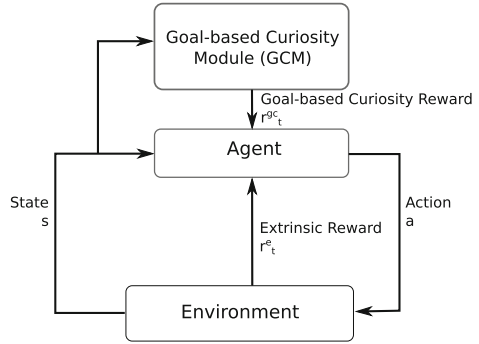 Goal-based Curiosity
Module (GCM)
Goal-based Curiosity Reward
r^gc_t
Agent
State
s
Action
a
Extrinsic Reward
r^e_t
Environment